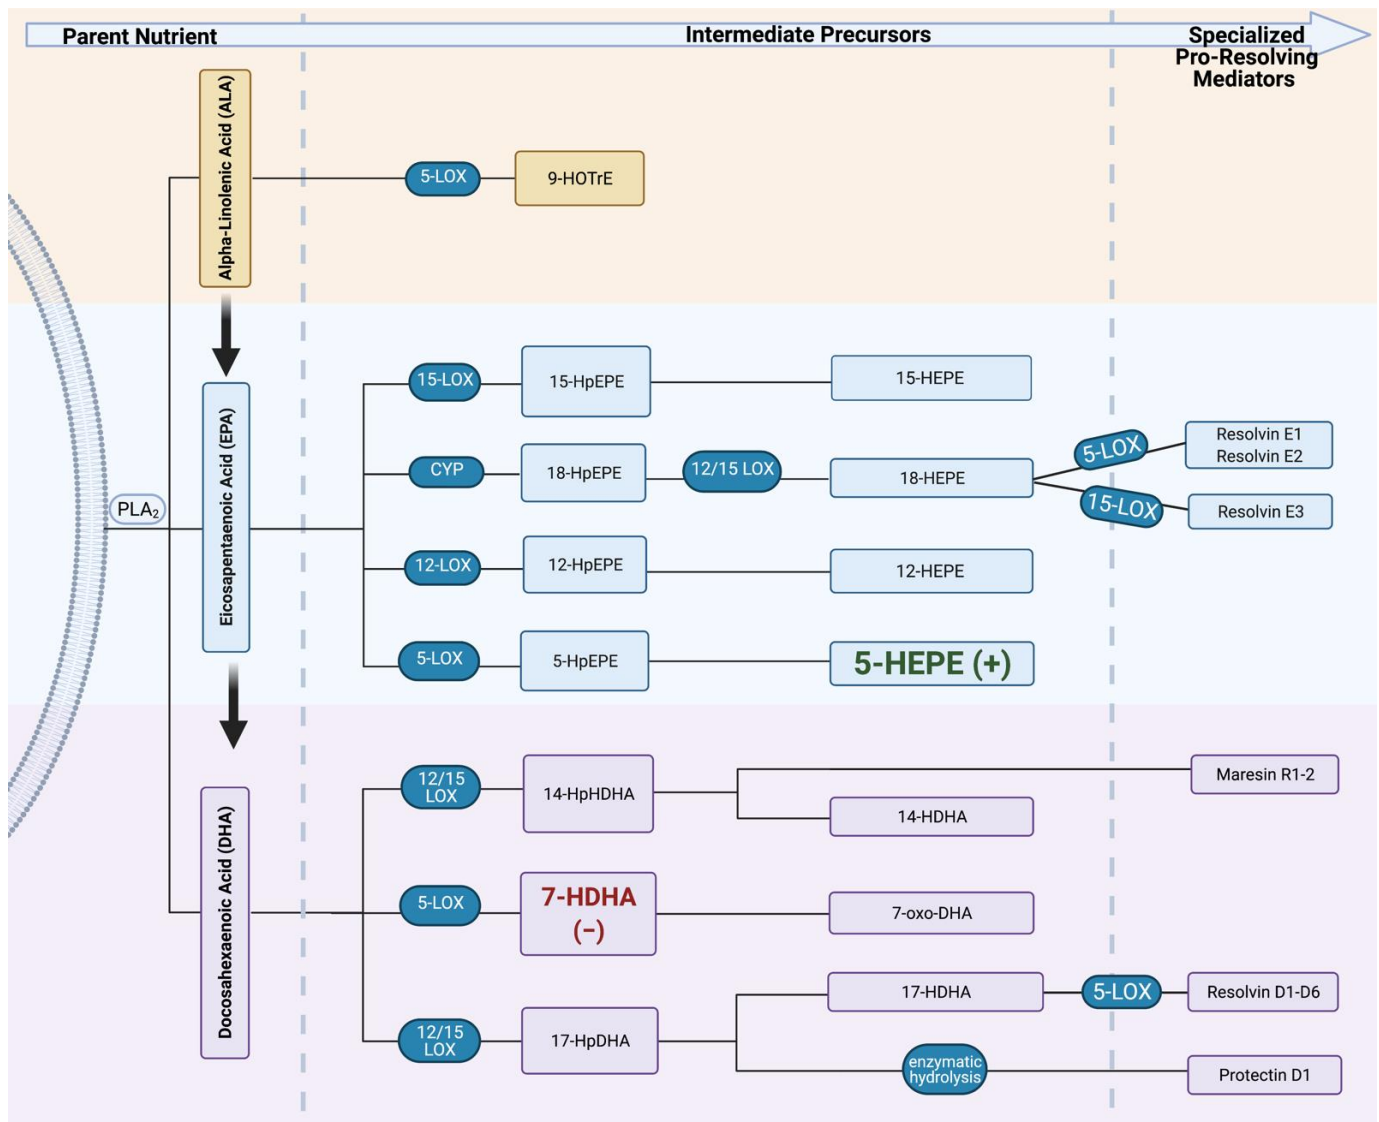 Parent Nutrient
Intermediate Precursors
Specialized
Pro-Resolving
Mediators
Alpha-Linolenic Acid (ALA)
5-LOX
9-HOTrE
PLA₂
Eicosapentaenoic Acid (EPA)
15-LOX
15-HpEPE
15-HEPE
CYP
18-HpEPE
12/15 LOX
18-HEPE
5-LOX
Resolvin E1
Resolvin E2
15-LOX
Resolvin E3
12-LOX
12-HpEPE
12-HEPE
5-LOX
5-HpEPE
5-HEPE (+)
Docosahexaenoic Acid (DHA)
12/15
LOX
14-HpHDHA
Maresin R1-2
14-HDHA
5-LOX
7-HDHA
(−)
7-oxo-DHA
12/15
LOX
17-HpDHA
17-HDHA
5-LOX
Resolvin D1-D6
enzymatic
hydrolysis
Protectin D1